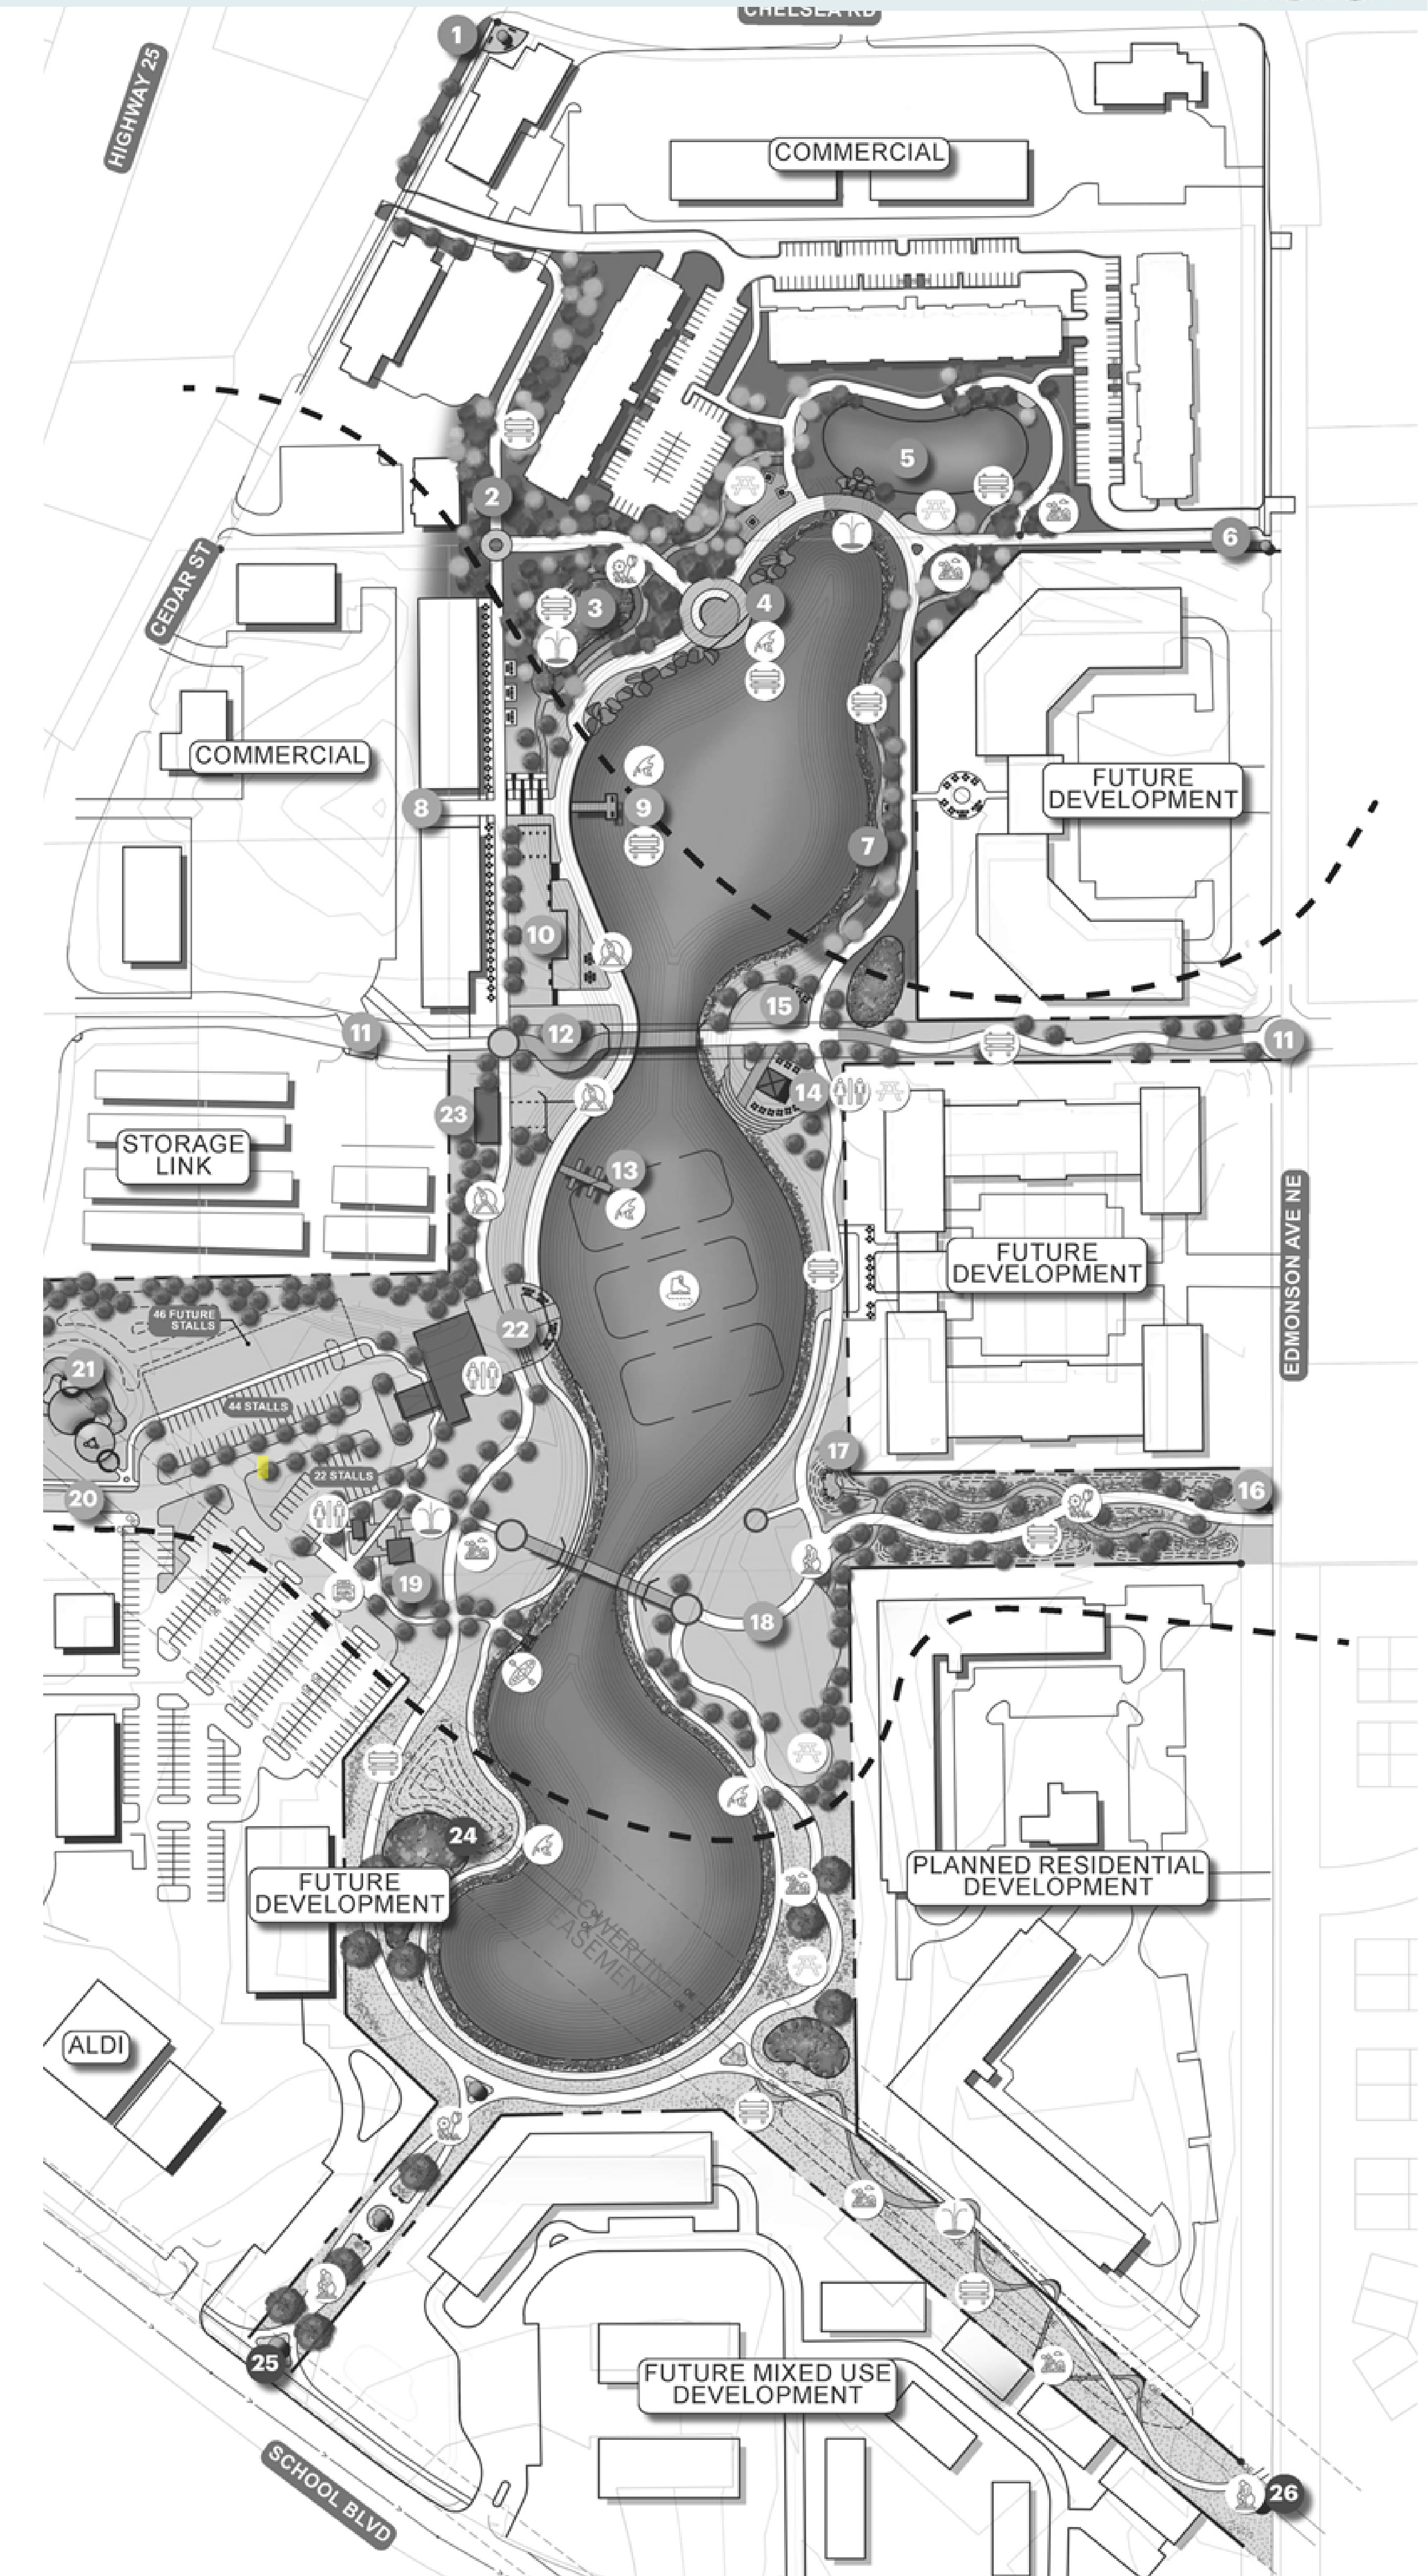 CHELSEA RD
1
HIGHWAY 25
COMMERCIAL
5
2
6
CEDAR ST
3
4
COMMERCIAL
FUTURE
DEVELOPMENT
8
9
7
10
15
11
12
11
14
23
STORAGE
LINK
13
EDMONSON AVE NE
FUTURE
DEVELOPMENT
46 FUTURE
STALLS
22
21
44 STALLS
17
22 STALLS
16
20
19
18
24
PLANNED RESIDENTIAL
DEVELOPMENT
FUTURE
DEVELOPMENT
POWERLINE
EASEMENT
ALDI
25
FUTURE MIXED USE
DEVELOPMENT
SCHOOL BLVD
26